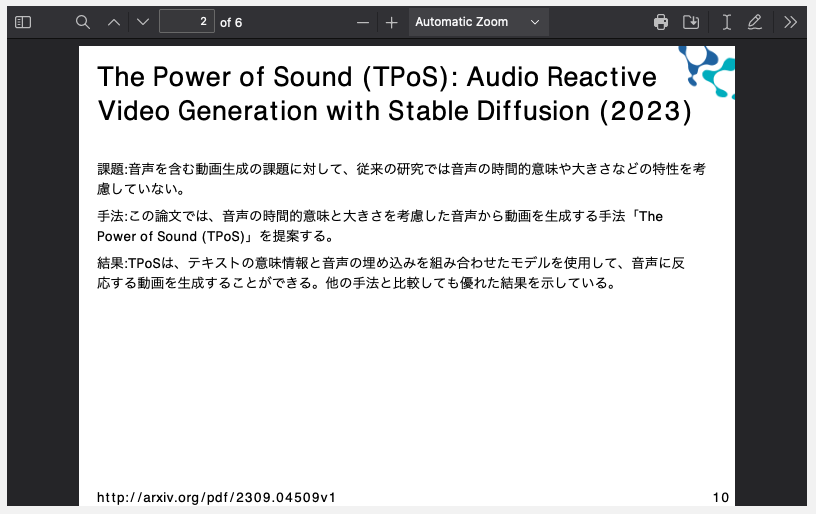 2 of 6
Automatic Zoom
The Power of Sound (TPoS): Audio Reactive
Video Generation with Stable Diffusion (2023)
課題:音声を含む動画生成の課題に対して、従来の研究では音声の時間的意味や大きさなどの特性を考
慮していない。
手法:この論文では、音声の時間的意味と大きさを考慮した音声から動画を生成する手法「The
Power of Sound (TPoS)」を提案する。
結果:TPoSは、テキストの意味情報と音声の埋め込みを組み合わせたモデルを使用して、音声に反
応する動画を生成することができる。他の手法と比較しても優れた結果を示している。
http://arxiv.org/pdf/2309.04509v1
10